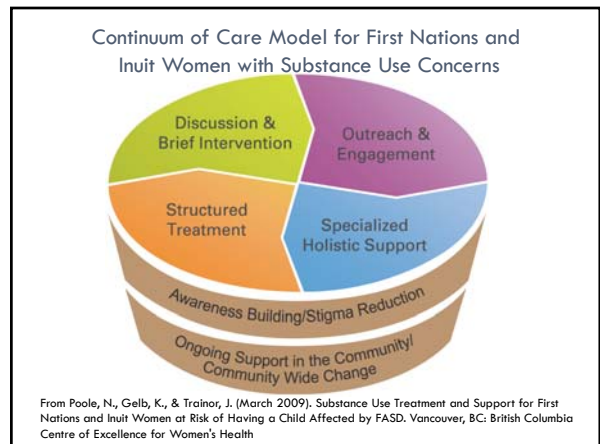 Continuum of Care Model for First Nations and
Inuit Women with Substance Use Concerns
Discussion &
Brief Intervention
Outreach &
Engagement
Structured
Treatment
Specialized
Holistic Support
Awareness Building/Stigma Reduction
Ongoing Support in the Community/
Community Wide Change
From Poole, N., Gelb, K., & Trainor, J. (March 2009). Substance Use Treatment and Support for First
Nations and Inuit Women at Risk of Having a Child Affected by FASD. Vancouver, BC: British Columbia
Centre of Excellence for Women's Health